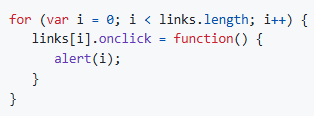 for (var i = 0; i < links.length; i++) {
   links[i].onclick = function() {
      alert(i);
   }
}